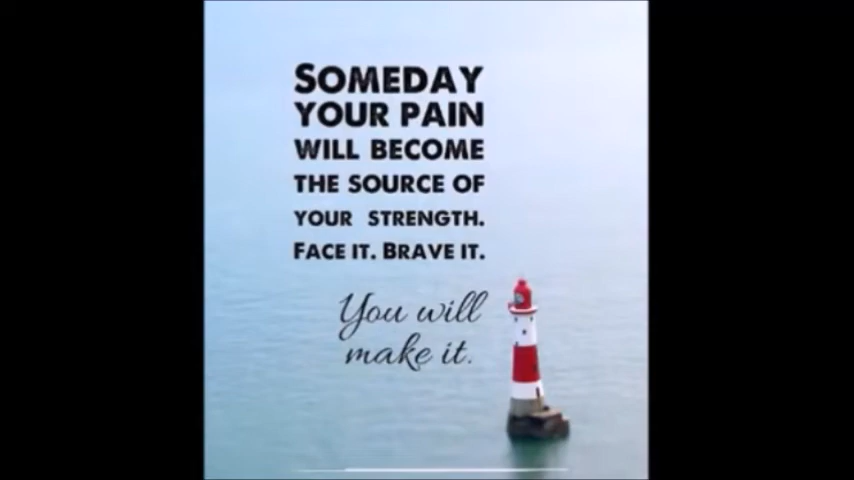 SOMEDAY
YOUR PAIN
WILL BECOME
THE SOURCE OF
YOUR STRENGTH.
FACE IT. BRAVE IT.
You will
make it.